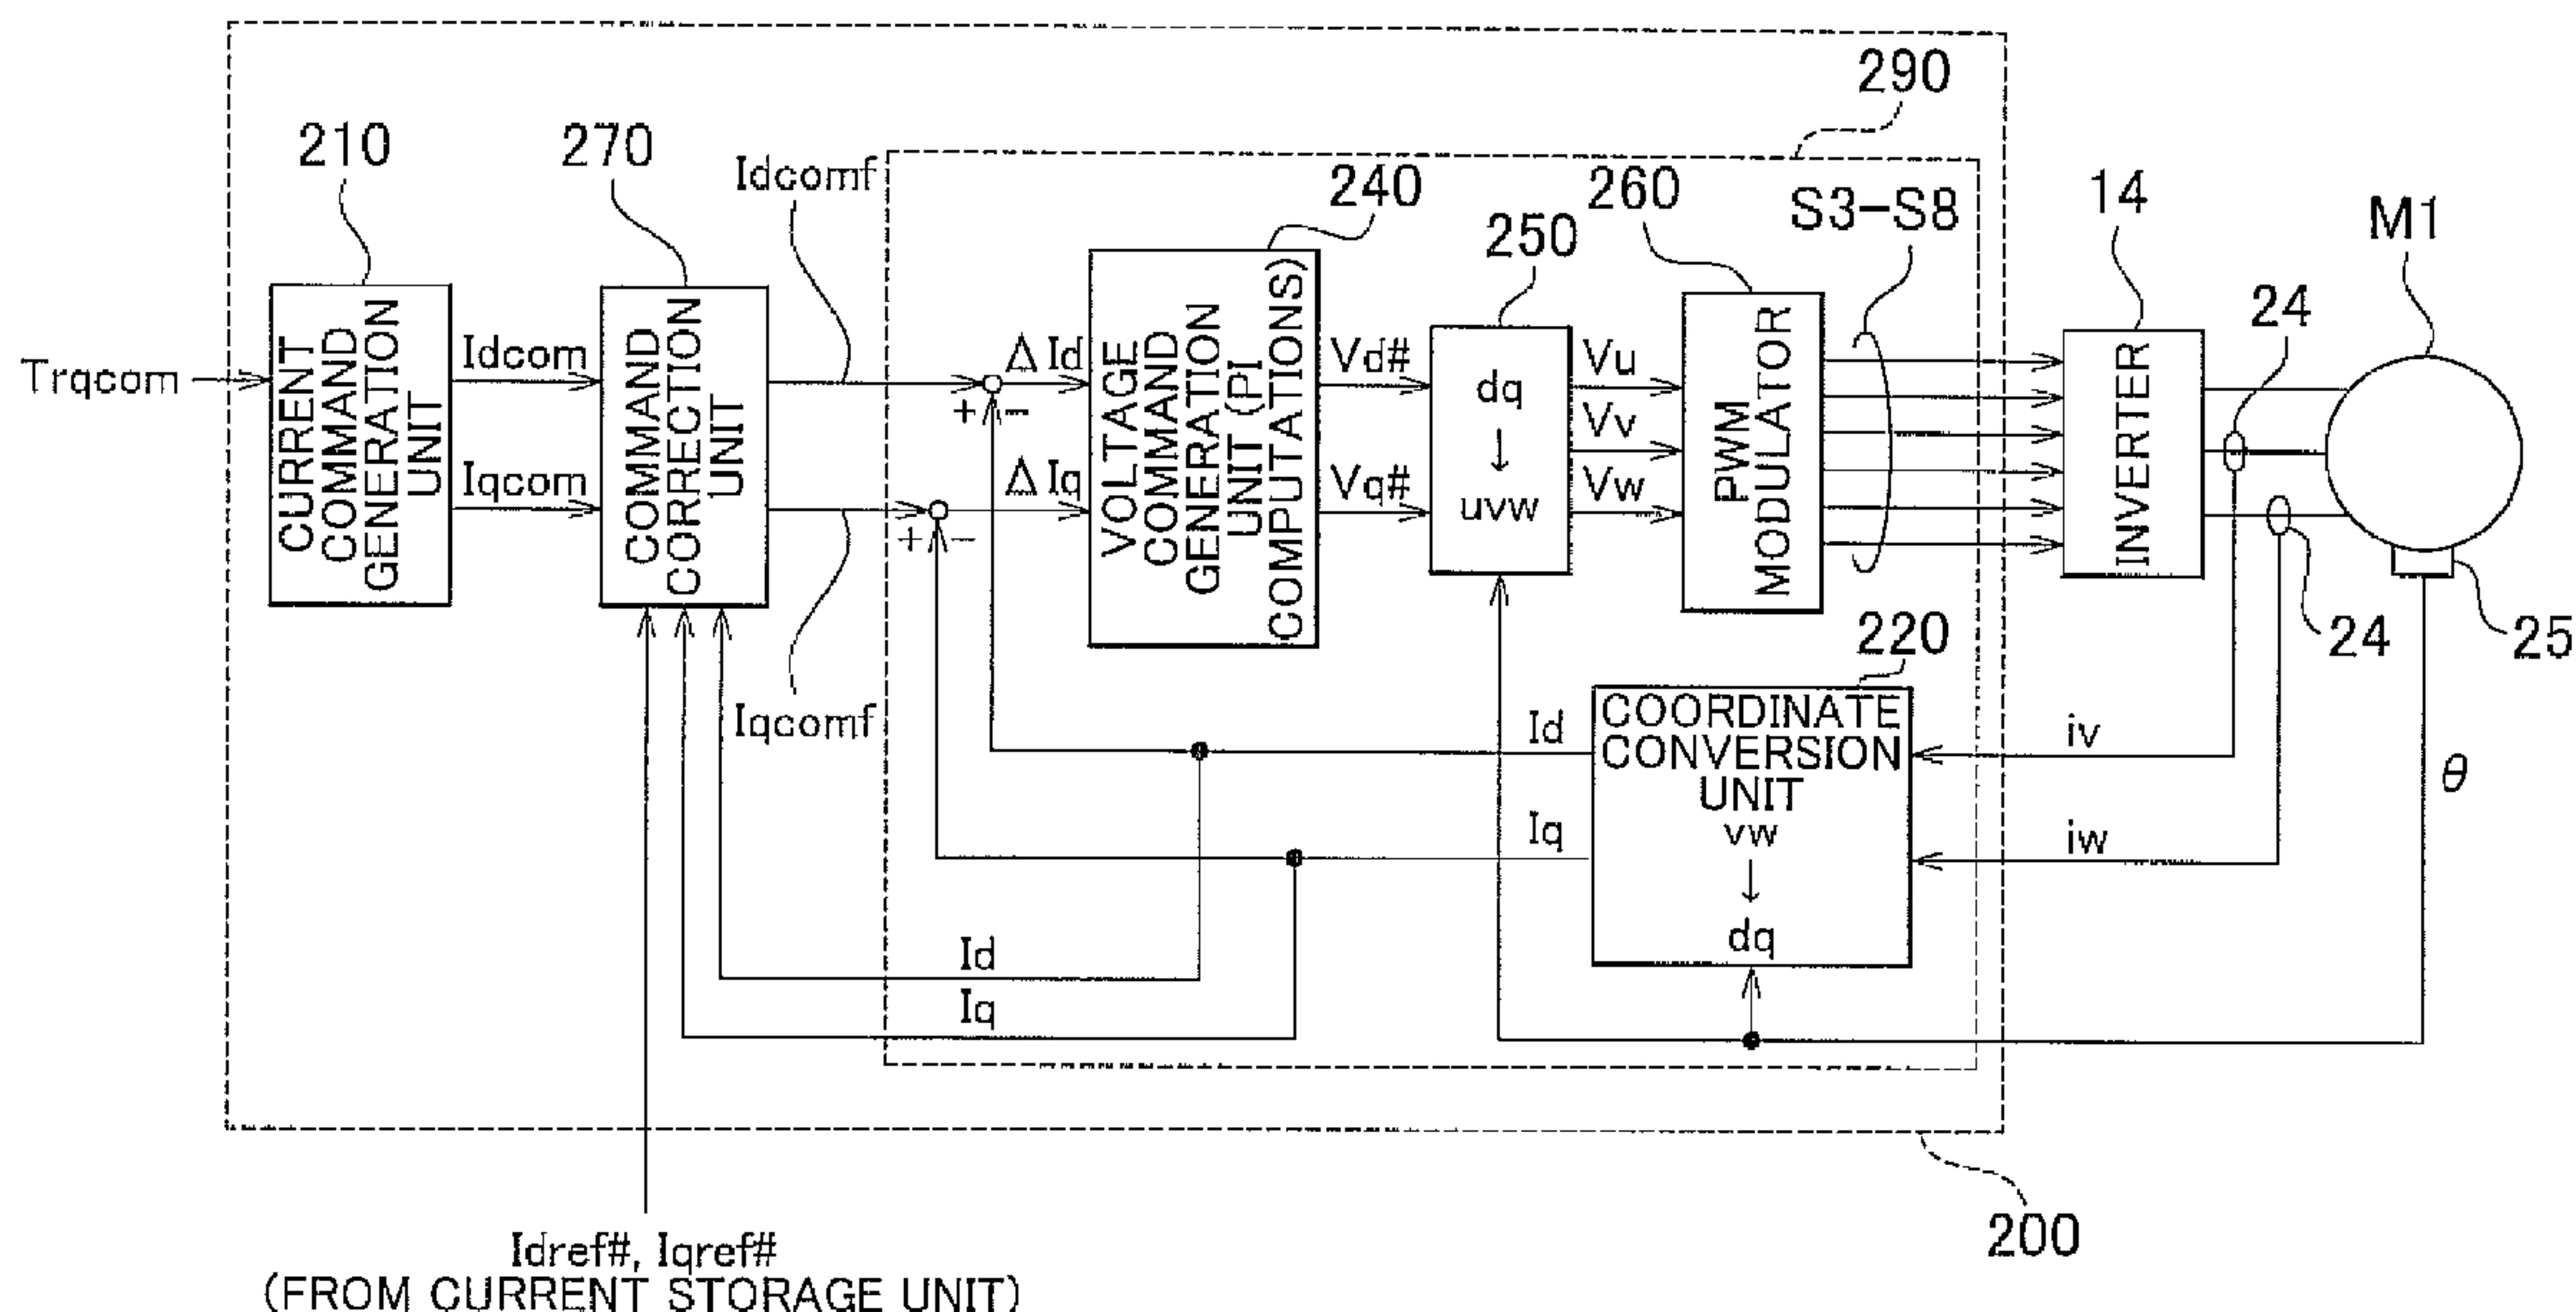 290
210
270
Idcomf
240
250
260
S3-S8
14
M1
24
Trqcom
CURRENT
COMMAND
GENERATION
UNIT
Idcom
Iqcom
COMMAND
CORRECTION
UNIT
+ -
+ -
Δ Id
Δ Iq
VOLTAGE
COMMAND
GENERATION
UNIT (PI
COMPUTATIONS)
Vd#
Vq#
dq
↓
uvw
Vu
Vv
Vw
PWM
MODULATOR
INVERTER
24
25
220
Iqcomf
Id
Iq
COORDINATE
CONVERSION
UNIT
vw
↓
dq
iv
iw
θ
Id
Iq
200
Idref#, Iqref#
(FROM CURRENT STORAGE UNIT)